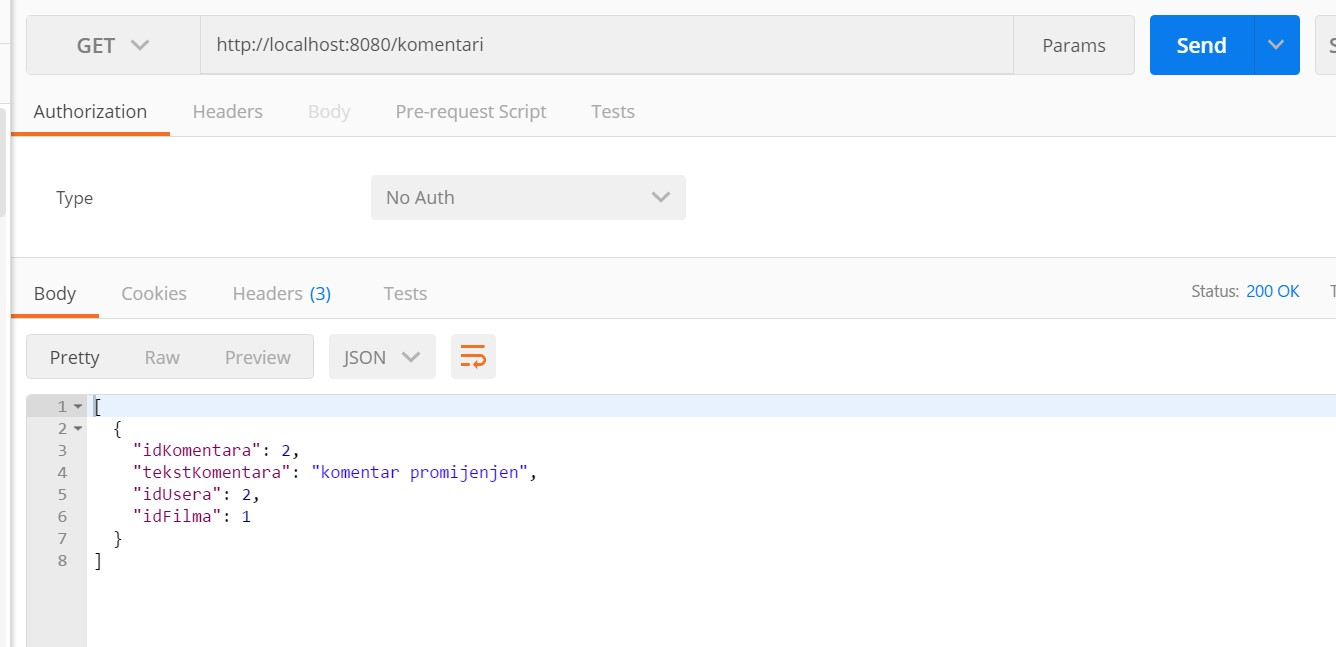 GET http://localhost:8080/komentari Params Send S
Authorization Headers Body Pre-request Script Tests
Type No Auth
Body Cookies Headers (3) Tests Status: 200 OK T
Pretty Raw Preview JSON
1 [
2 {
3 "idKomentara": 2,
4 "tekstKomentara": "komentar promijenjen",
5 "idUsera": 2,
6 "idFilma": 1
7 }
8 ]